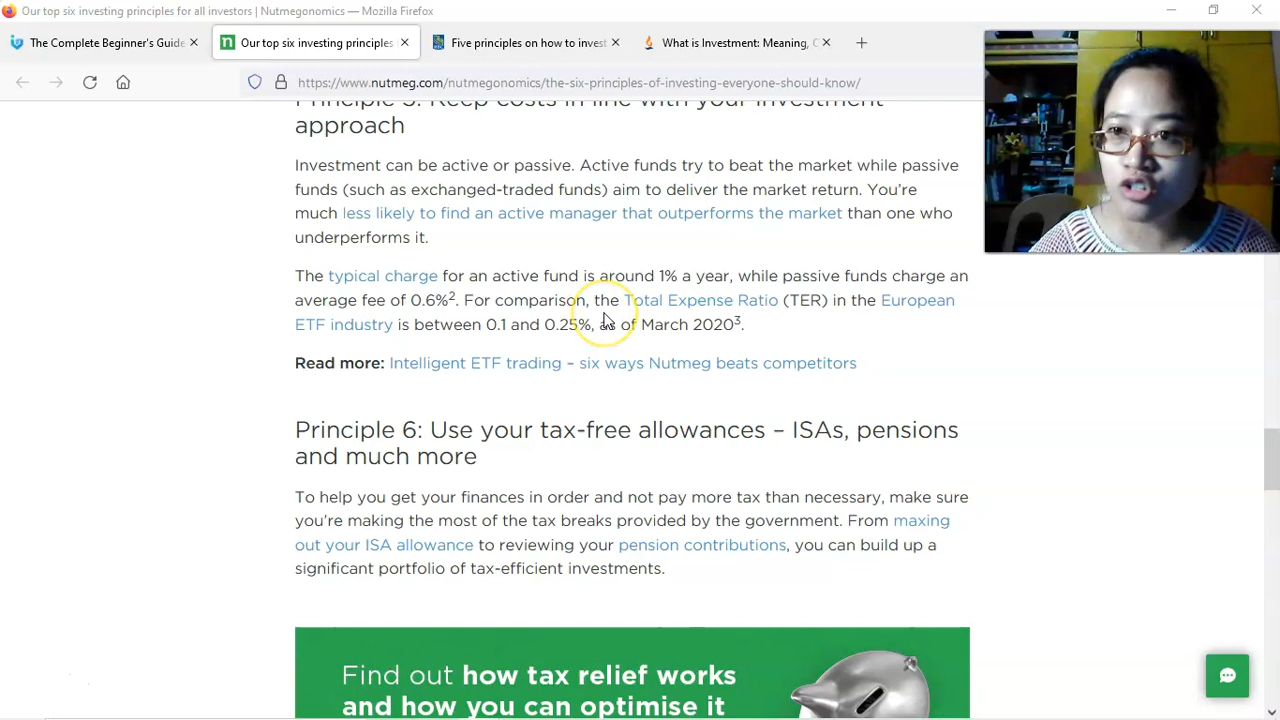 Our top six investing principles for all investors | Nutmegonomics — Mozilla Firefox
The Complete Beginner's Guide
Our top six investing principles
Five principles on how to invest
What is Investment: Meaning, C
https://www.nutmeg.com/nutmegonomics/the-six-principles-of-investing-everyone-should-know/
Principle 5: Keep costs in line with your investment
approach
Investment can be active or passive. Active funds try to beat the market while passive
funds (such as exchanged-traded funds) aim to deliver the market return. You're
much less likely to find an active manager that outperforms the market than one who
underperforms it.
The typical charge for an active fund is around 1% a year, while passive funds charge an
average fee of 0.6%². For comparison, the Total Expense Ratio (TER) in the European
ETF industry is between 0.1 and 0.25%, as of March 2020³.
Read more: Intelligent ETF trading – six ways Nutmeg beats competitors
Principle 6: Use your tax-free allowances – ISAs, pensions
and much more
To help you get your finances in order and not pay more tax than necessary, make sure
you're making the most of the tax breaks provided by the government. From maxing
out your ISA allowance to reviewing your pension contributions, you can build up a
significant portfolio of tax-efficient investments.
Find out how tax relief works
and how you can optimise it